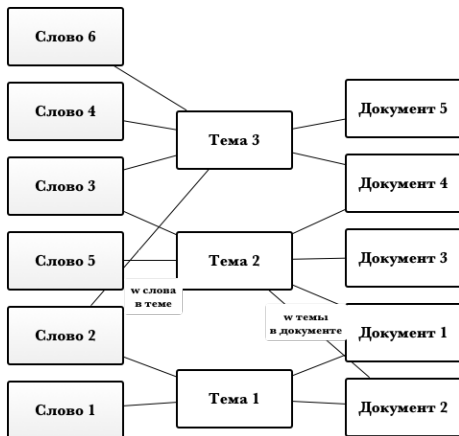 Слово 6
Слово 4
Слово 3
Слово 5
Слово 2
Слово 1
Тема 3
Тема 2
Тема 1
w слова
в теме
w темы
в документе
Документ 5
Документ 4
Документ 3
Документ 1
Документ 2